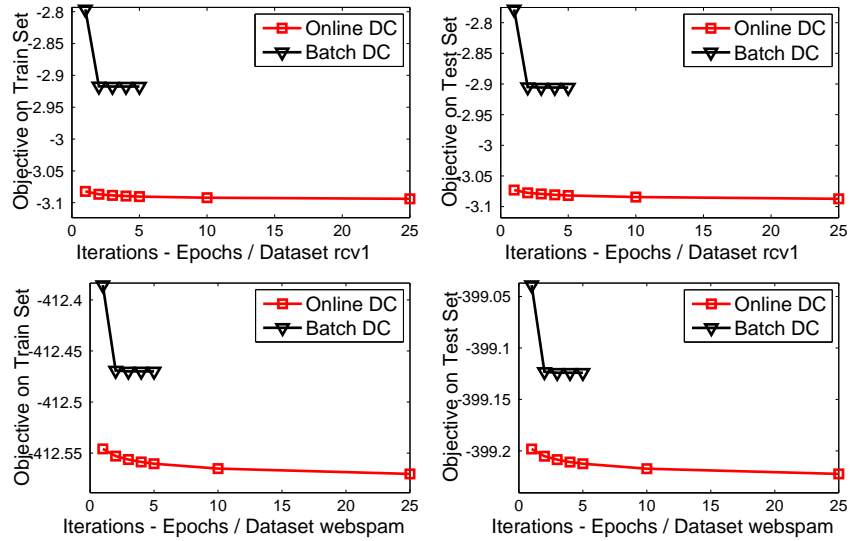 Objective on Train Set
-2.8
-2.85
-2.9
-2.95
-3
-3.05
-3.1
0 5 10 15 20 25
Iterations - Epochs / Dataset rcv1
Online DC
Batch DC
Objective on Test Set
-2.8
-2.85
-2.9
-2.95
-3
-3.05
-3.1
0 5 10 15 20 25
Iterations - Epochs / Dataset rcv1
Online DC
Batch DC
Objective on Train Set
-412.4
-412.45
-412.5
-412.55
0 5 10 15 20 25
Iterations - Epochs / Dataset webspam
Online DC
Batch DC
Objective on Test Set
-399.05
-399.1
-399.15
-399.2
0 5 10 15 20 25
Iterations - Epochs / Dataset webspam
Online DC
Batch DC